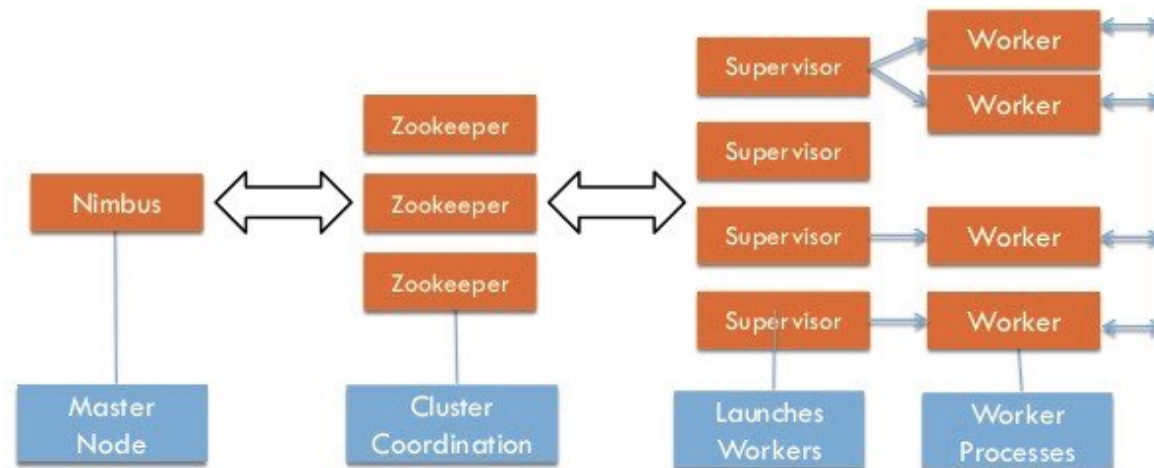 Nimbus
Master
Node
Zookeeper
Zookeeper
Zookeeper
Cluster
Coordination
Supervisor
Supervisor
Supervisor
Supervisor
Launches
Workers
Worker
Worker
Worker
Worker
Worker
Processes